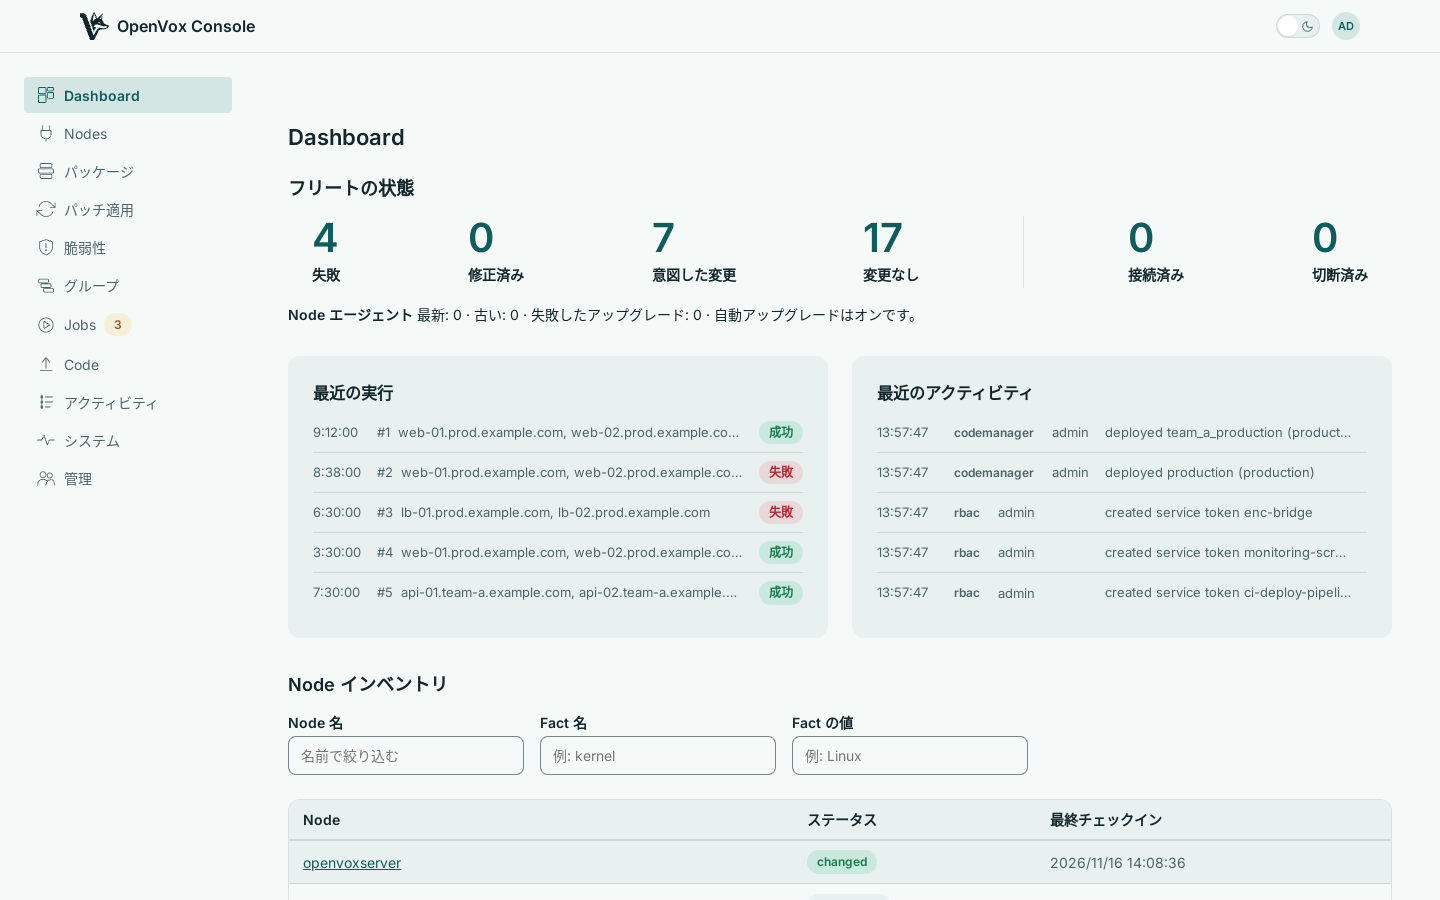 OpenVox Console
AD
Dashboard
Nodes
パッケージ
パッチ適用
脆弱性
グループ
Jobs 3
Code
アクティビティ
システム
管理
Dashboard
フリートの状態
4 0 7 17 0 0
失敗 修正済み 意図した変更 変更なし 接続済み 切断済み
Node エージェント 最新: 0 · 古い: 0 · 失敗したアップグレード: 0 · 自動アップグレードはオンです。
最近の実行
9:12:00 #1 web-01.prod.example.com, web-02.prod.example.co... 成功
8:38:00 #2 web-01.prod.example.com, web-02.prod.example.co... 失敗
6:30:00 #3 lb-01.prod.example.com, lb-02.prod.example.com 失敗
3:30:00 #4 web-01.prod.example.com, web-02.prod.example.co... 成功
7:30:00 #5 api-01.team-a.example.com, api-02.team-a.example.... 成功
最近のアクティビティ
13:57:47 codemanager admin deployed team_a_production (product...
13:57:47 codemanager admin deployed production (production)
13:57:47 rbac admin created service token enc-bridge
13:57:47 rbac admin created service token monitoring-scr...
13:57:47 rbac admin created service token ci-deploy-pipeli...
Node インベントリ
Node 名 Fact 名 Fact の値
名前で絞り込む 例: kernel 例: Linux
Node ステータス 最終チェックイン
openvoxserver changed 2026/11/16 14:08:36